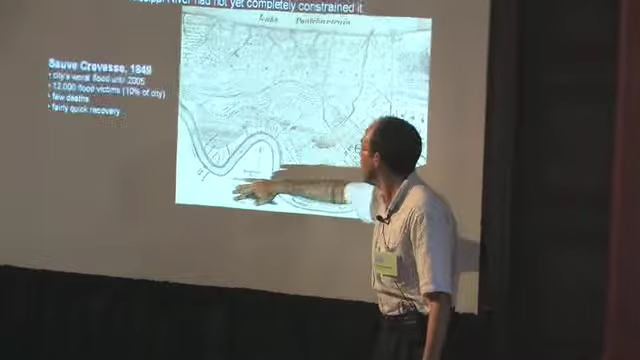 River had not yet completely constrained it.
Lake Pontchartrain
Sauve Crevasse, 1849
• city's worst flood until 2005
• 12,000 flood victims (10% of city)
• few deaths
• fairly quick recovery